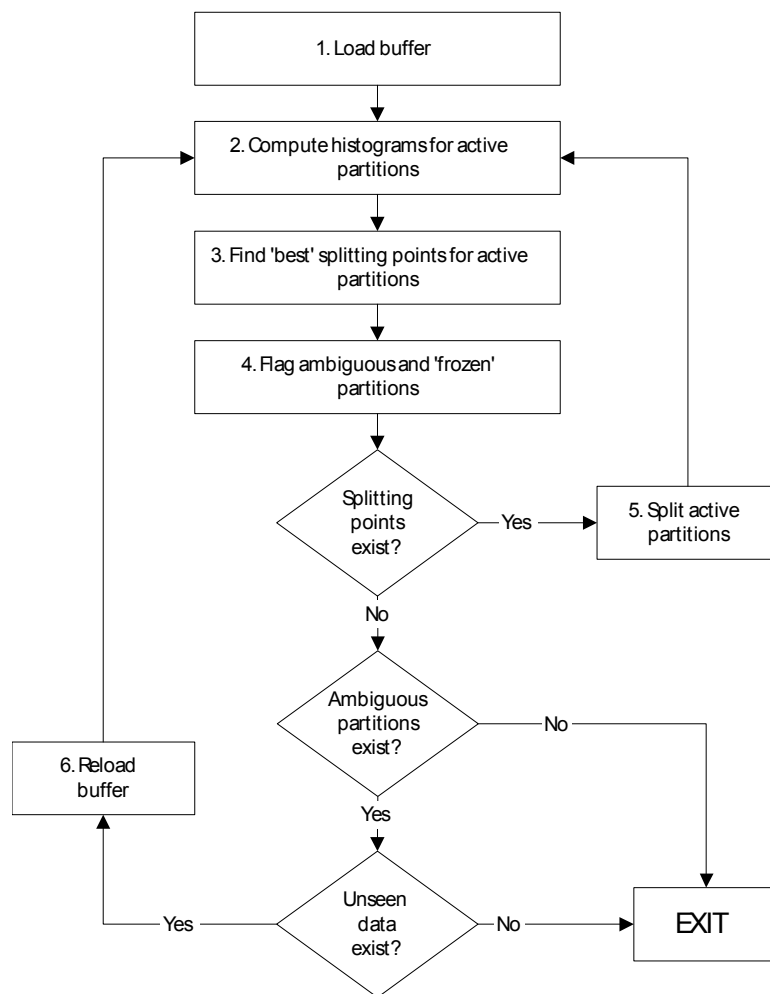 1. Load buffer
2. Compute histograms for active
partitions
3. Find 'best' splitting points for active
partitions
4. Flag ambiguous and 'frozen'
partitions
Splitting
points
exist?
Yes
5. Split active
partitions
No
Ambiguous
partitions
exist?
No
6. Reload
buffer
Yes
Unseen
data
exist?
Yes
No
EXIT